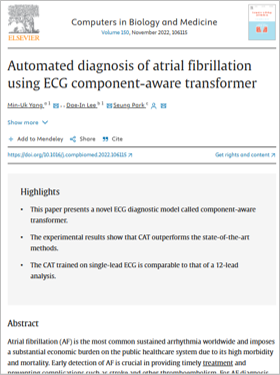 ELSEVIER
Computers in Biology and Medicine
Volume 150, November 2022, 106115
Automated diagnosis of atrial fibrillation
using ECG component-aware transformer
Min-Uk Yang, Dae-In Lee, Seung Park
Show more
+ Add to Mendeley Share Cite
https://doi.org/10.1016/j.compbiomed.2022.106115 Get rights and content
Highlights
• This paper presents a novel ECG diagnostic model called component-aware
transformer.
• The experimental results show that CAT outperforms the state-of-the-art
methods.
• The CAT trained on single-lead ECG is comparable to that of a 12-lead
analysis.
Abstract
Atrial fibrillation (AF) is the most common sustained arrhythmia worldwide and imposes
a substantial economic burden on the public healthcare system due to its high morbidity
and mortality. Early detection of AF is crucial in providing timely treatment and
preventing complications such as stroke and other thromboembolism. For AF diagnosis,